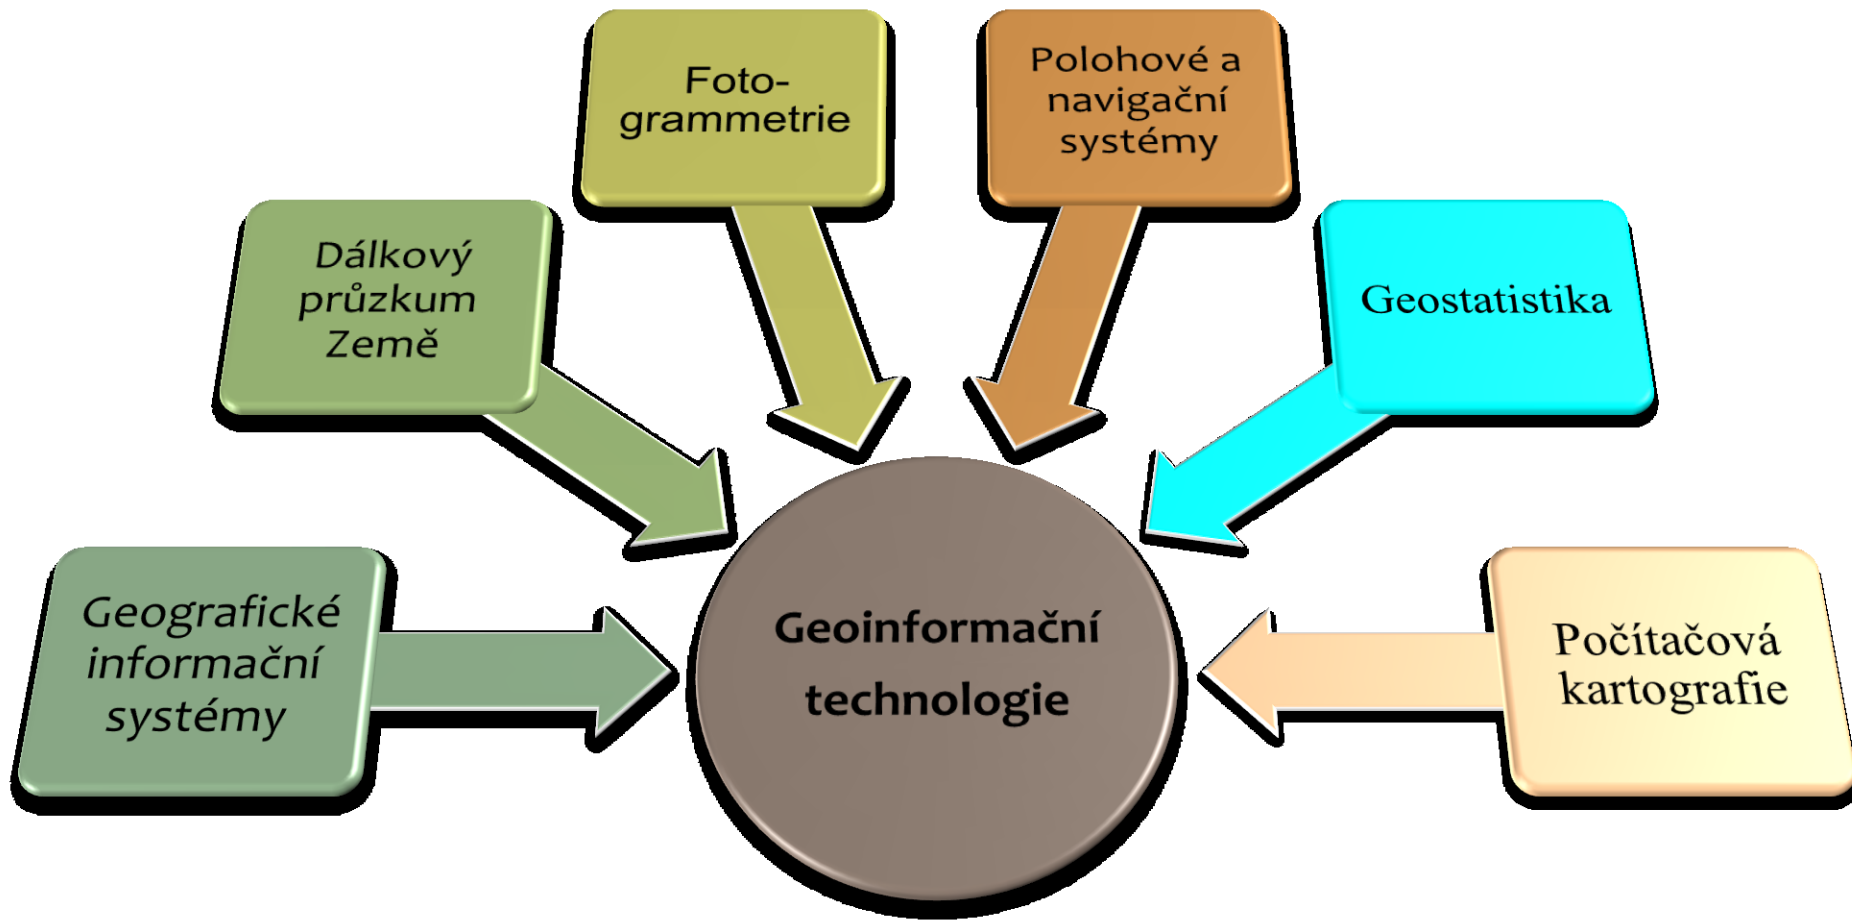 Foto-
grammetrie
Polohové a
navigační
systémy
Dálkový
průzkum
Země
Geostatistika
Geografické
informační
systémy
Geoinformační
technologie
Počítačová
kartografie